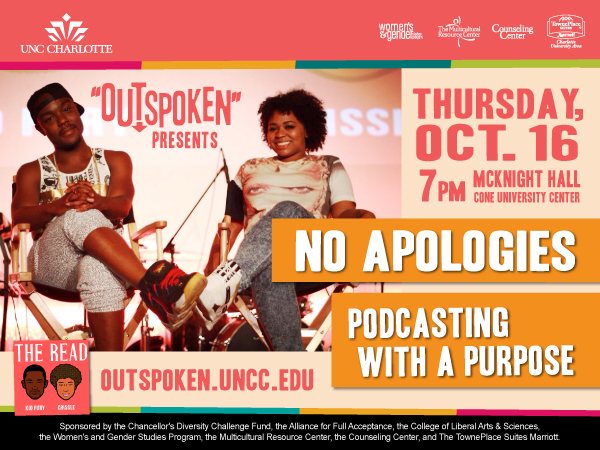 UNC CHARLOTTE
women's
& gender
The Multicultural
Resource Center
Counseling
Center
TownePlace
SUITES
Marriott
Charlotte
University Area
"OUTSPOKEN"
PRESENTS
THURSDAY,
OCT. 16
7PM MCKNIGHT HALL
CONE UNIVERSITY CENTER
NO APOLOGIES
PODCASTING
WITH A PURPOSE
THE READ
KID FURY CRISSLE
OUTSPOKEN.UNCC.EDU
Sponsored by the Chancellor's Diversity Challenge Fund, the Alliance for Full Acceptance, the College of Liberal Arts & Sciences,
the Women's and Gender Studies Program, the Multicultural Resource Center, the Counseling Center, and The TownePlace Suites Marriott.